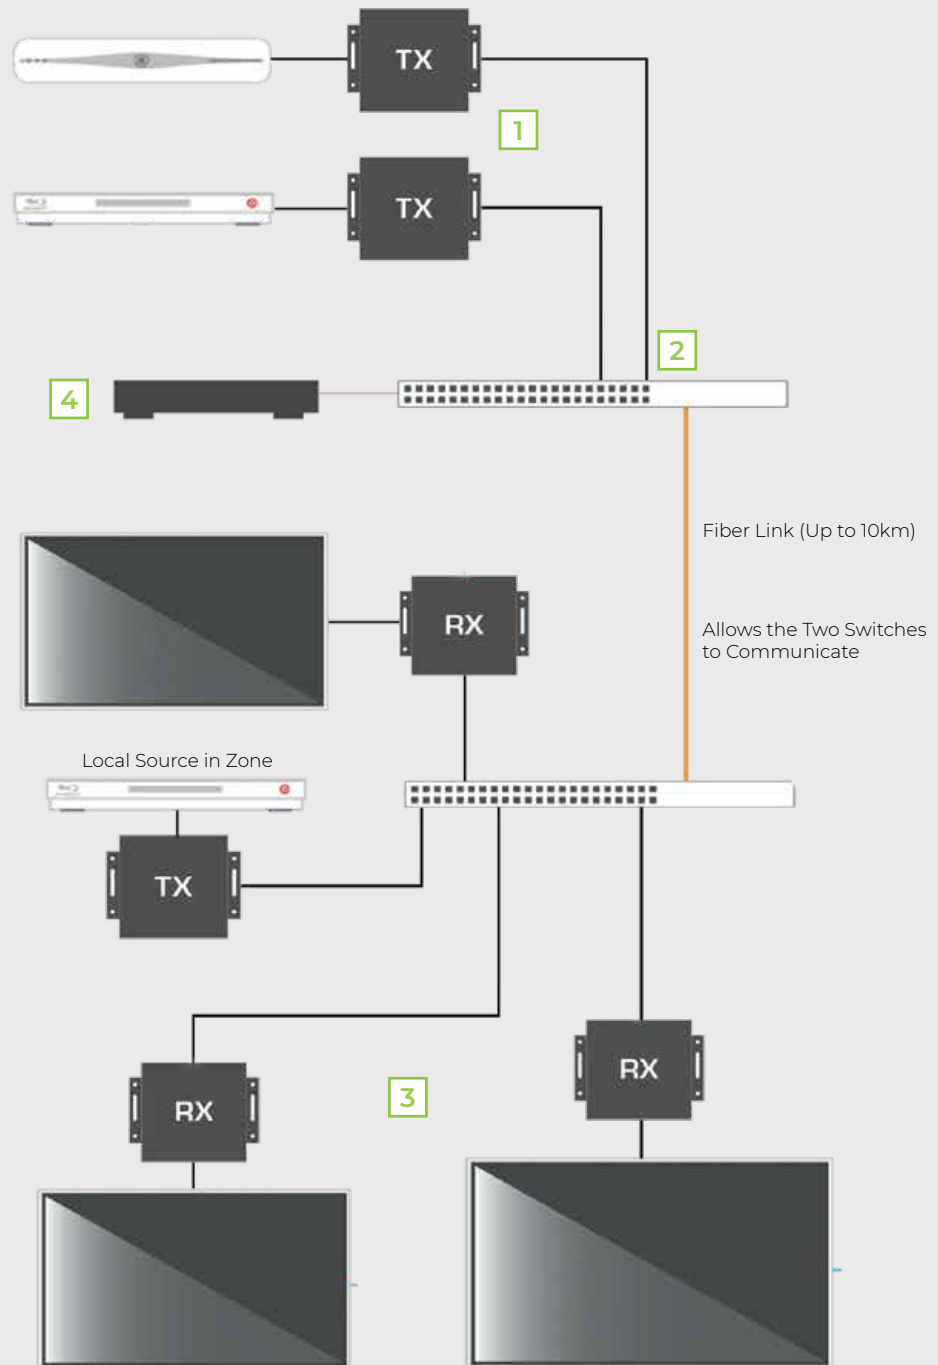 TX
1
TX
2
4
Fiber Link (Up to 10km)
RX
Allows the Two Switches
to Communicate
Local Source in Zone
TX
RX
3
RX